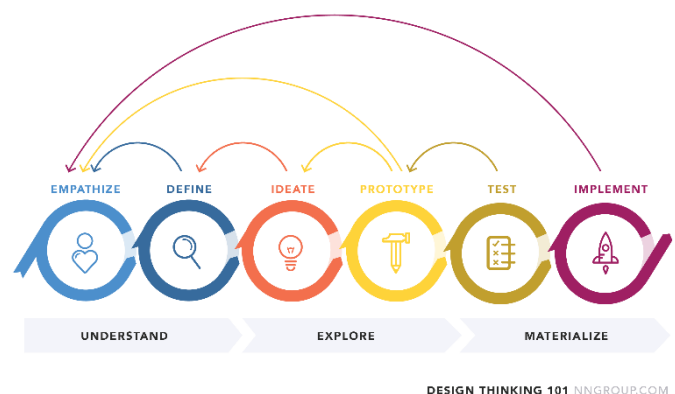 EMPATHIZE DEFINE IDEATE PROTOTYPE TEST IMPLEMENT
UNDERSTAND EXPLORE MATERIALIZE
DESIGN THINKING 101 NNGROUP.COM